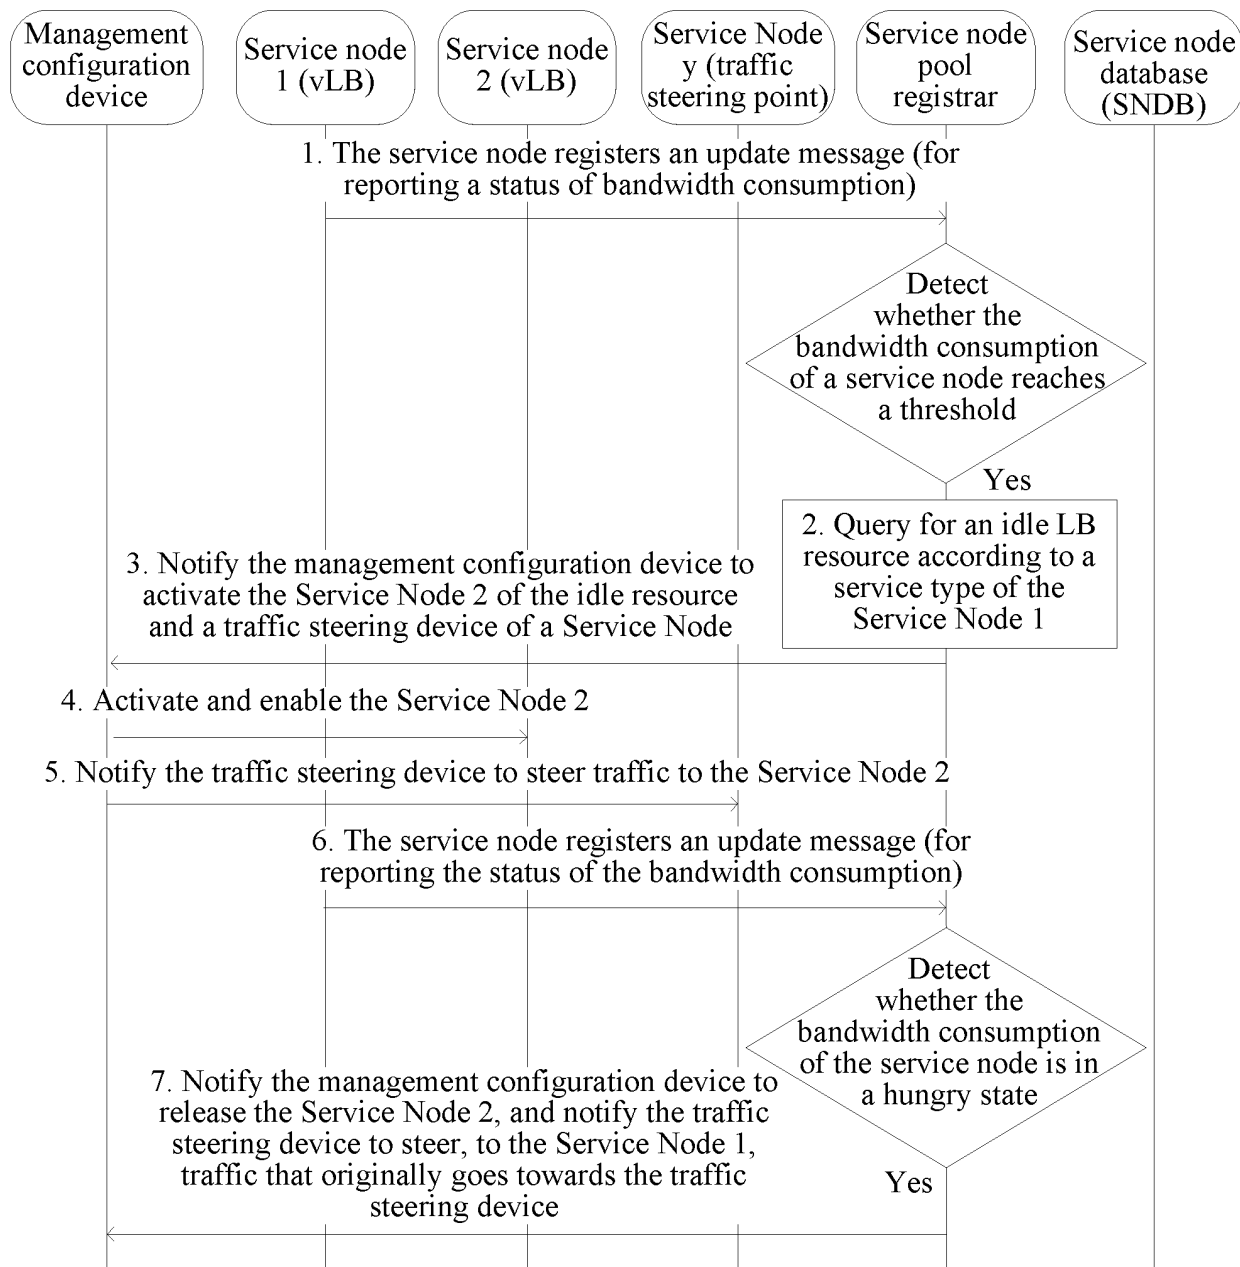 Management
configuration
device
Service node
1 (vLB)
Service node
2 (vLB)
Service Node
y (traffic
steering point)
Service node
pool
registrar
Service node
database
(SNDB)
1. The service node registers an update message (for
reporting a status of bandwidth consumption)
Detect
whether the
bandwidth consumption
of a service node reaches
a threshold
Yes
2. Query for an idle LB
resource according to a
service type of the
Service Node 1
3. Notify the management configuration device to
activate the Service Node 2 of the idle resource
and a traffic steering device of a Service Node
4. Activate and enable the Service Node 2
5. Notify the traffic steering device to steer traffic to the Service Node 2
6. The service node registers an update message (for
reporting the status of the bandwidth consumption)
Detect
whether the
bandwidth consumption
of the service node is in
a hungry state
7. Notify the management configuration device to
release the Service Node 2, and notify the traffic
steering device to steer, to the Service Node 1,
traffic that originally goes towards the traffic
steering device
Yes